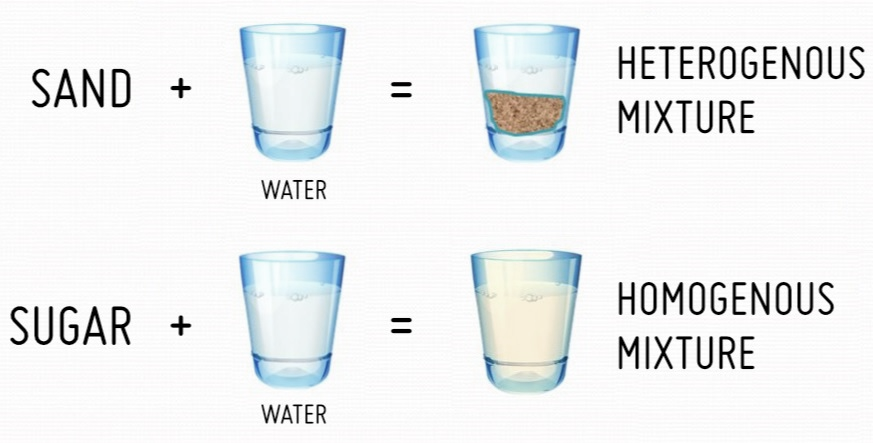 SAND + = HETEROGENOUS
MIXTURE
WATER
SUGAR + = HOMOGENOUS
MIXTURE
WATER